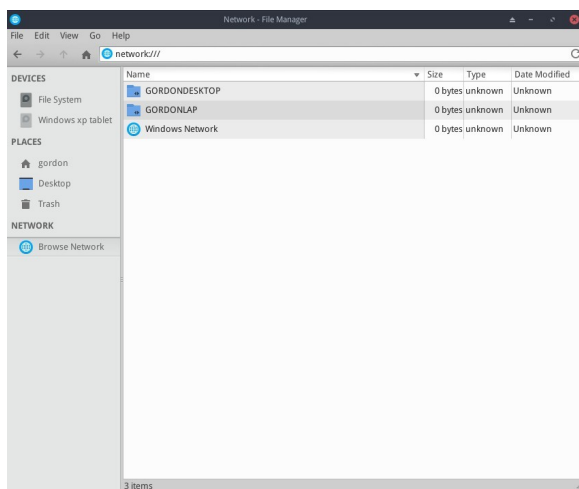 Network - File Manager
File Edit View Go Help
network:///
DEVICES
File System
Windows xp tablet
PLACES
gordon
Desktop
Trash
NETWORK
Browse Network
Name Size Type Date Modified
GORDONDESKTOP 0 bytes unknown Unknown
GORDONLAP 0 bytes unknown Unknown
Windows Network 0 bytes unknown Unknown
3 items